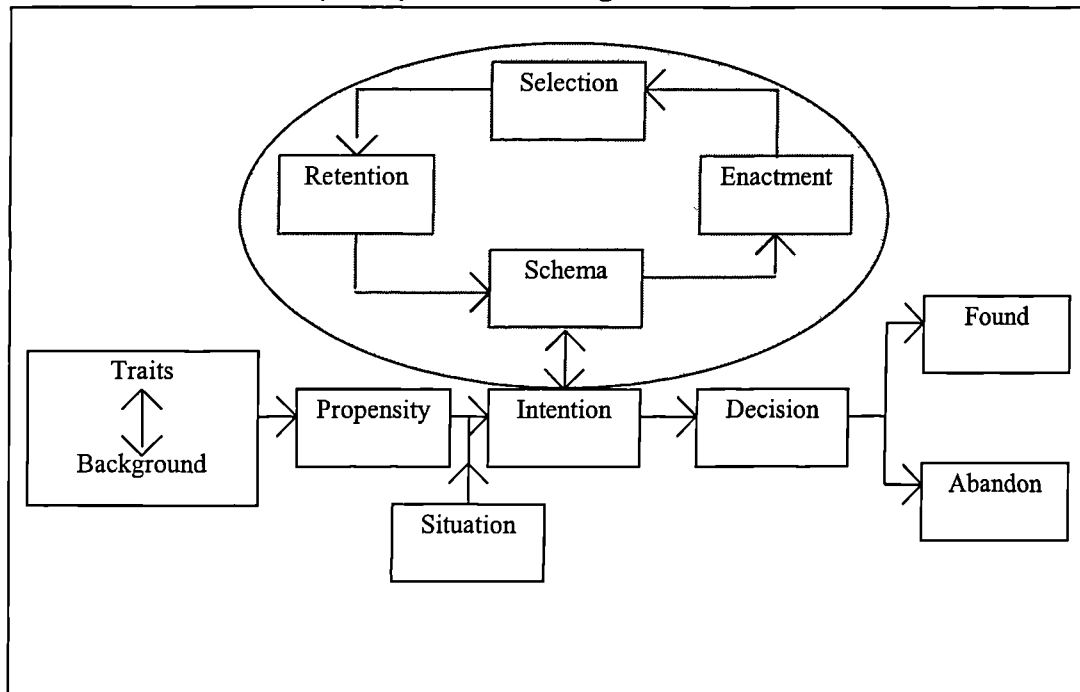 Selection
Retention
Enactment
Schema
Found
Traits
Propensity
Intention
Decision
Background
Abandon
Situation